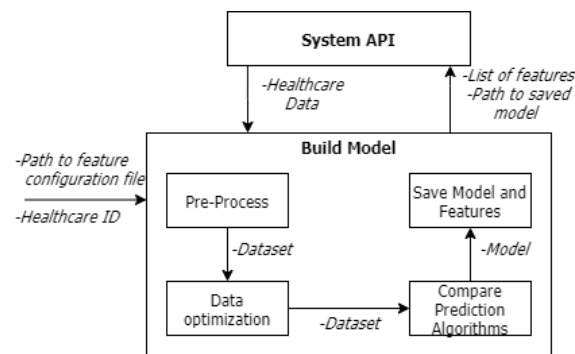 System API
-Healthcare
Data
-List of features
-Path to saved
model
Build Model
-Path to feature
configuration file
-Healthcare ID
Pre-Process
Save Model and
Features
-Dataset
-Model
Data
optimization
-Dataset
Compare
Prediction
Algorithms